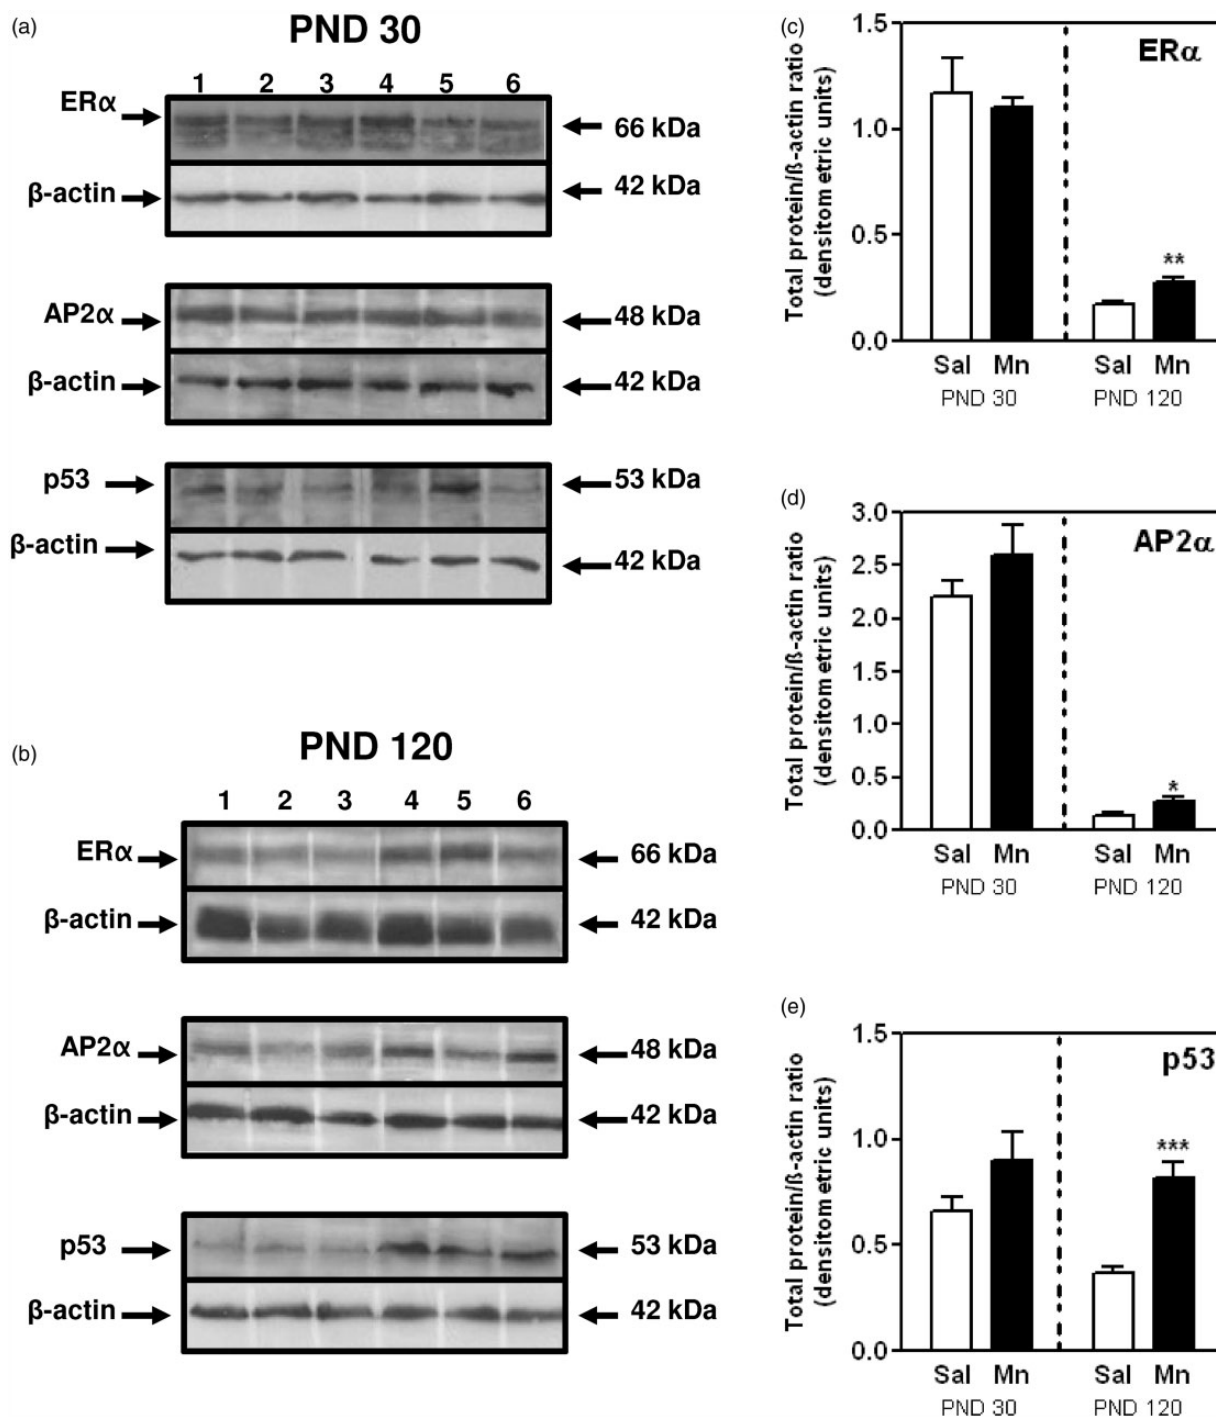 (a)
PND 30
1 2 3 4 5 6
ERα
66 kDa
β-actin
42 kDa
AP2α
48 kDa
β-actin
42 kDa
p53
53 kDa
β-actin
42 kDa
(b)
PND 120
1 2 3 4 5 6
ERα
66 kDa
β-actin
42 kDa
AP2α
48 kDa
β-actin
42 kDa
p53
53 kDa
β-actin
42 kDa
(c)
ERα
Total protein/ß-actin ratio
(densitometric units)
1.5
1.0
0.5
0.0
**
Sal Mn Sal Mn
PND 30 PND 120
(d)
AP2α
Total protein/ß-actin ratio
(densitometric units)
3.0
2.5
2.0
1.5
1.0
0.5
0.0
*
Sal Mn Sal Mn
PND 30 PND 120
(e)
p53
Total protein/ß-actin ratio
(densitometric units)
1.5
1.0
0.5
0.0
***
Sal Mn Sal Mn
PND 30 PND 120